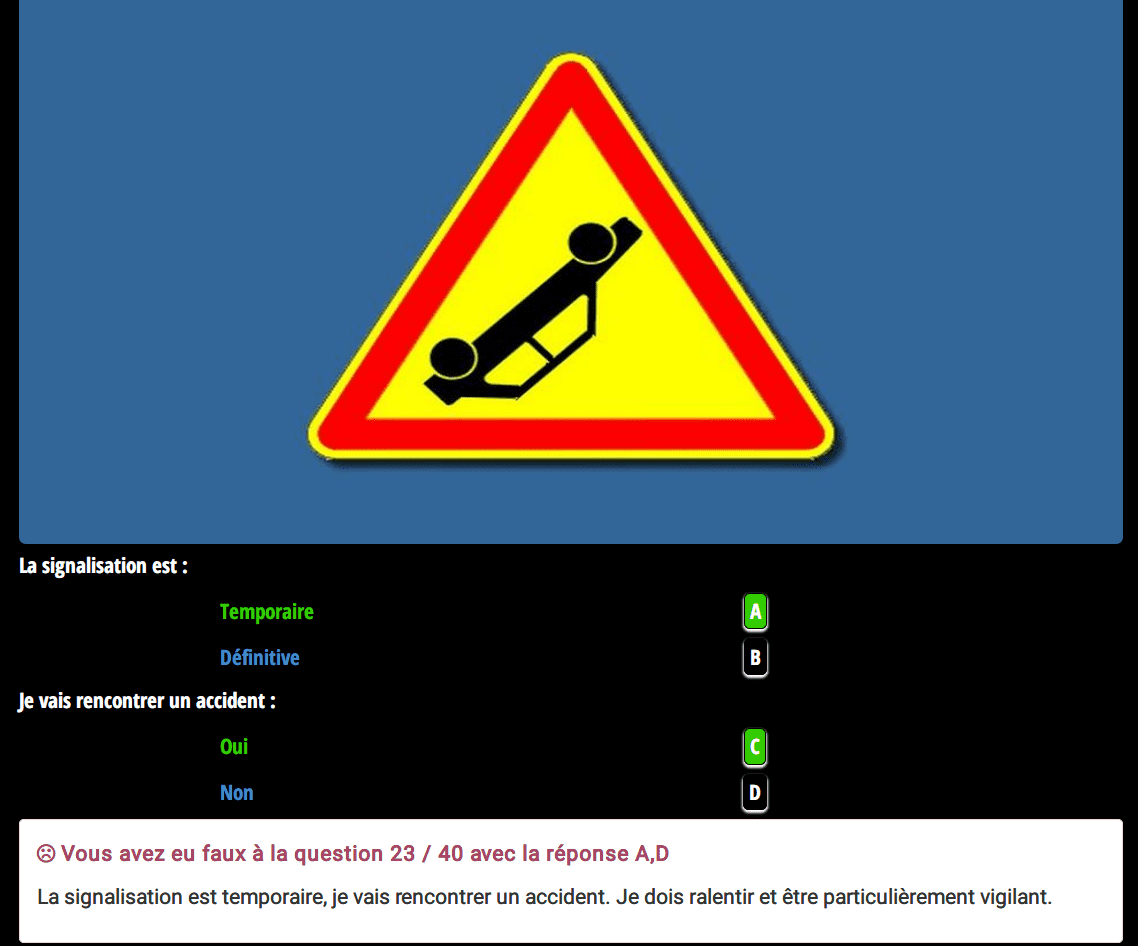 La signalisation est :
Temporaire A
Définitive B
Je vais rencontrer un accident :
Oui C
Non D
Vous avez eu faux à la question 23 / 40 avec la réponse A,D
La signalisation est temporaire, je vais rencontrer un accident. Je dois ralentir et être particulièrement vigilant.